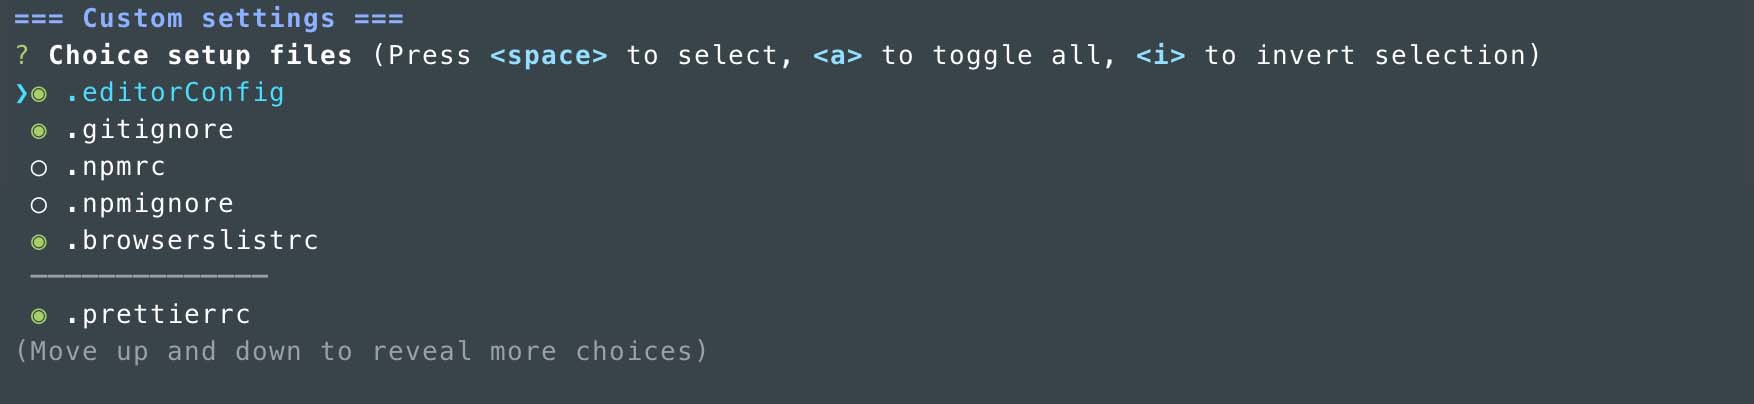 === Custom settings ===
? Choice setup files (Press <space> to select, <a> to toggle all, <i> to invert selection)
❯◉ .editorConfig
◉ .gitignore
◯ .npmrc
◯ .npmignore
◉ .browserslistrc
──────────────
◉ .prettierrc
(Move up and down to reveal more choices)